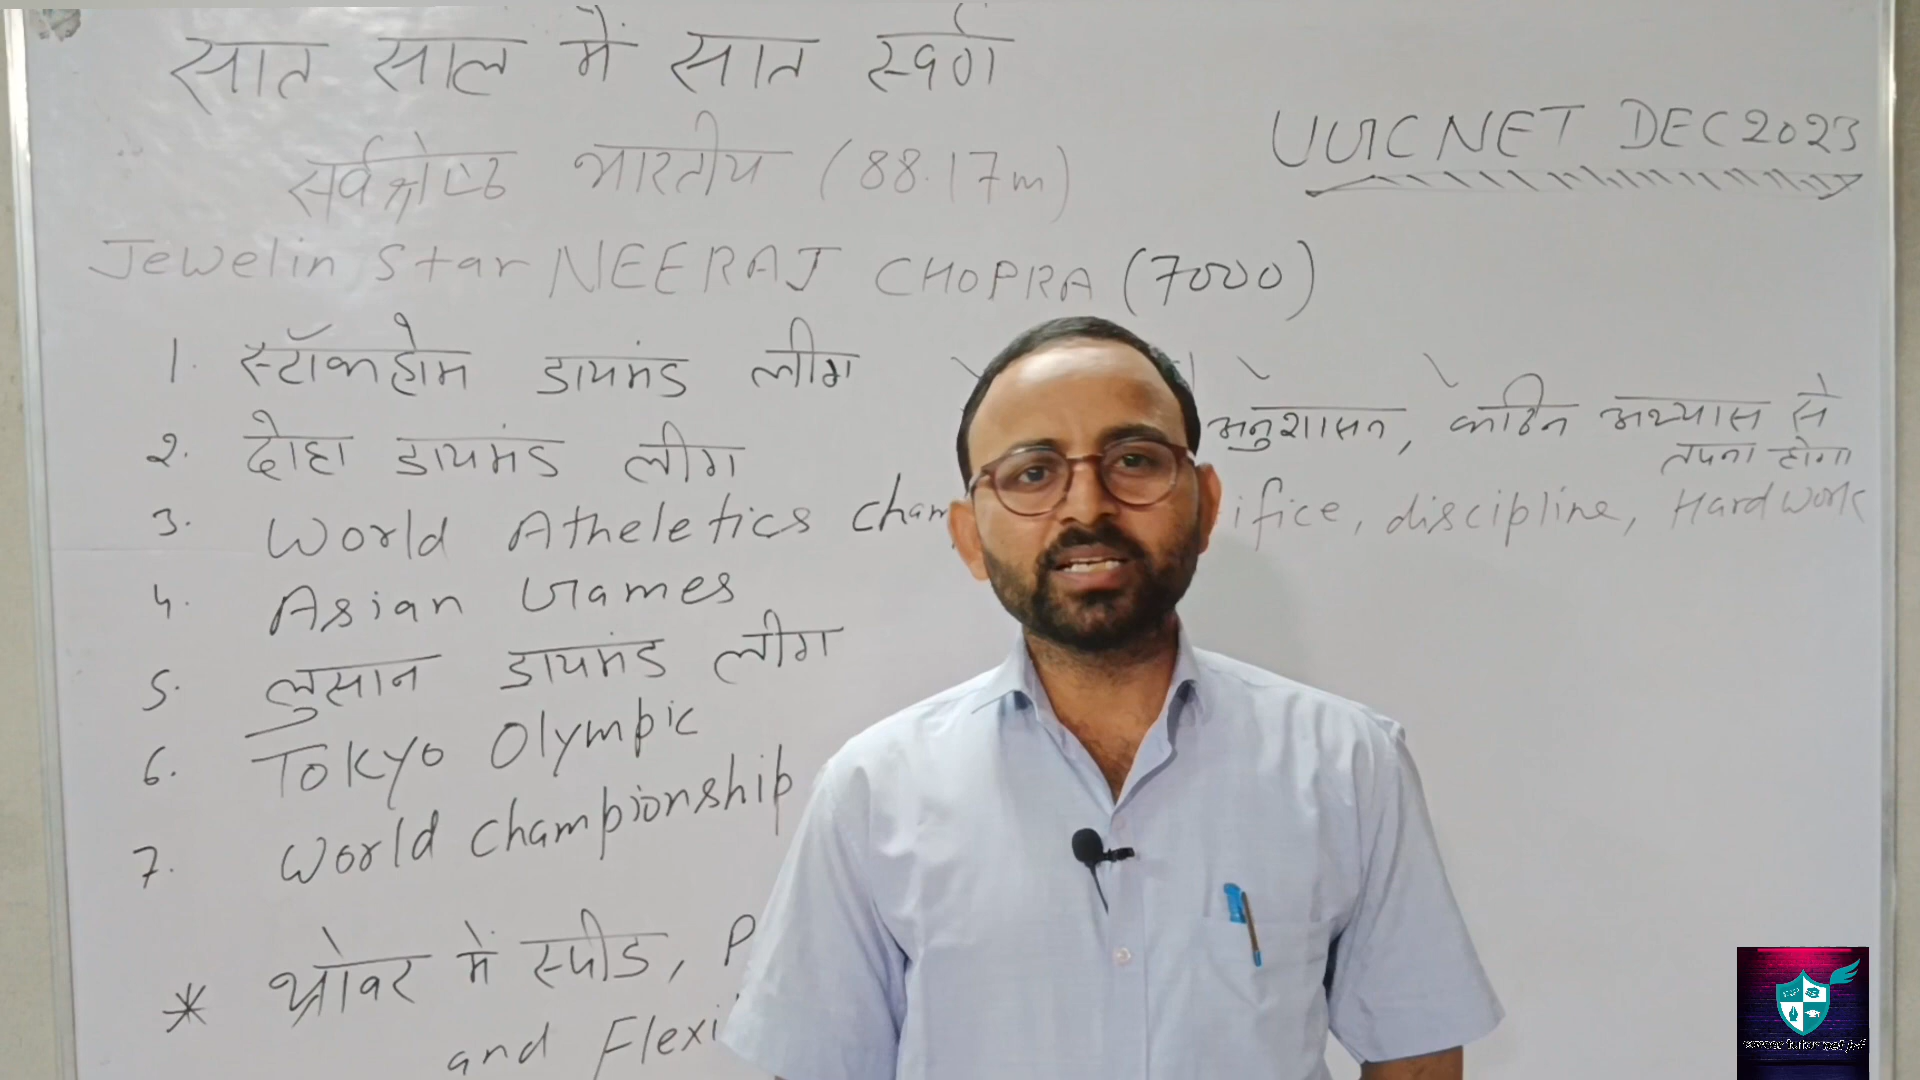 सात साल में सात स्वर्ण
सर्वश्रेष्ठ भारतीय (88.17m)
UGC NET DEC 2023
Jewelin Star NEERAJ CHOPRA (7000)
1. स्टॉकहोम डायमंड लीग
अनुशासन, कठिन अभ्यास से
तपना होगा
2. दोहा डायमंड लीग
3. World Atheletics cham
ifice, discipline, Hard Work
4. Asian Games
5. लुसान डायमंड लीग
6. Tokyo Olympic
7. World Championship
* थ्रोवर में स्पीड, P
and Flexi